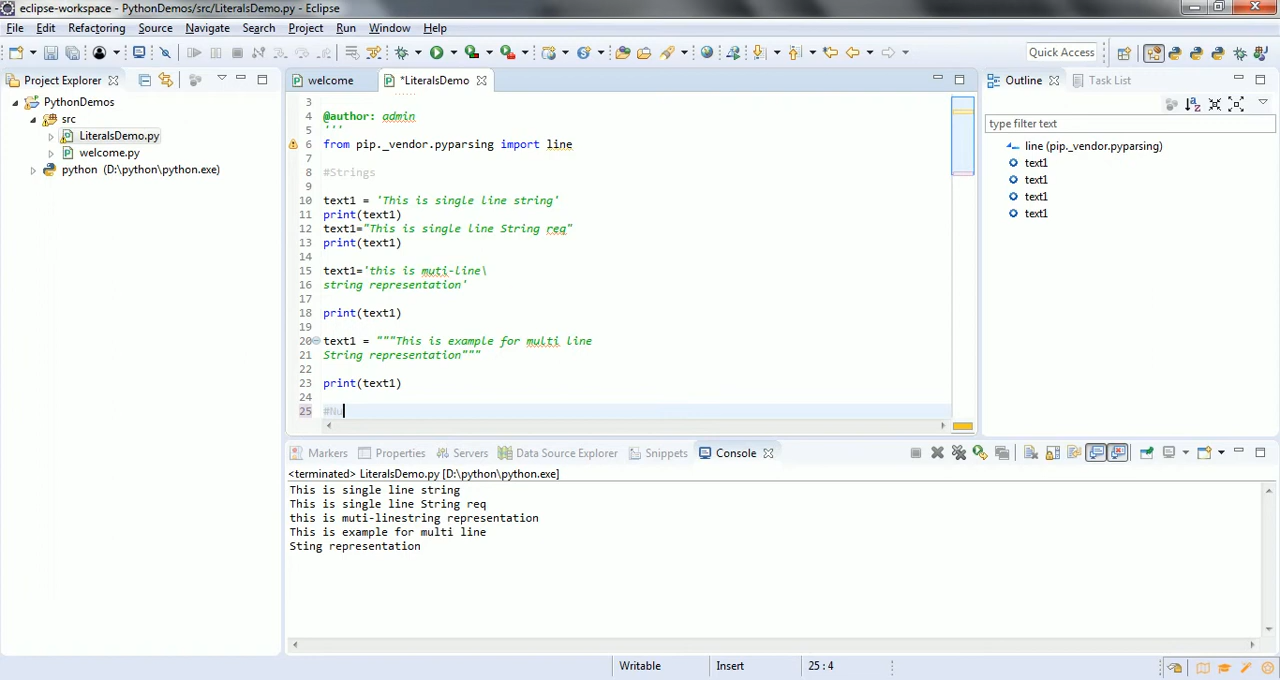 eclipse-workspace - PythonDemos/src/LiteralsDemo.py - Eclipse
File Edit Refactoring Source Navigate Search Project Run Window Help
Quick Access
Project Explorer
PythonDemos
src
LiteralsDemo.py
welcome.py
python (D:\python\python.exe)
welcome *LiteralsDemo
3
4 @author: admin
5 '''
6 from pip._vendor.pyparsing import line
7
8 #Strings
9
10 text1 = 'This is single line string'
11 print(text1)
12 text1="This is single line String req"
13 print(text1)
14
15 text1='this is muti-line\
16 string representation'
17
18 print(text1)
19
20 text1 = """This is example for multi line
21 String representation"""
22
23 print(text1)
24
25 #Nu
Outline Task List
type filter text
line (pip._vendor.pyparsing)
text1
text1
text1
text1
Markers Properties Servers Data Source Explorer Snippets Console
<terminated> LiteralsDemo.py [D:\python\python.exe]
This is single line string
This is single line String req
this is muti-linestring representation
This is example for multi line
Sting representation
Writable Insert 25 : 4